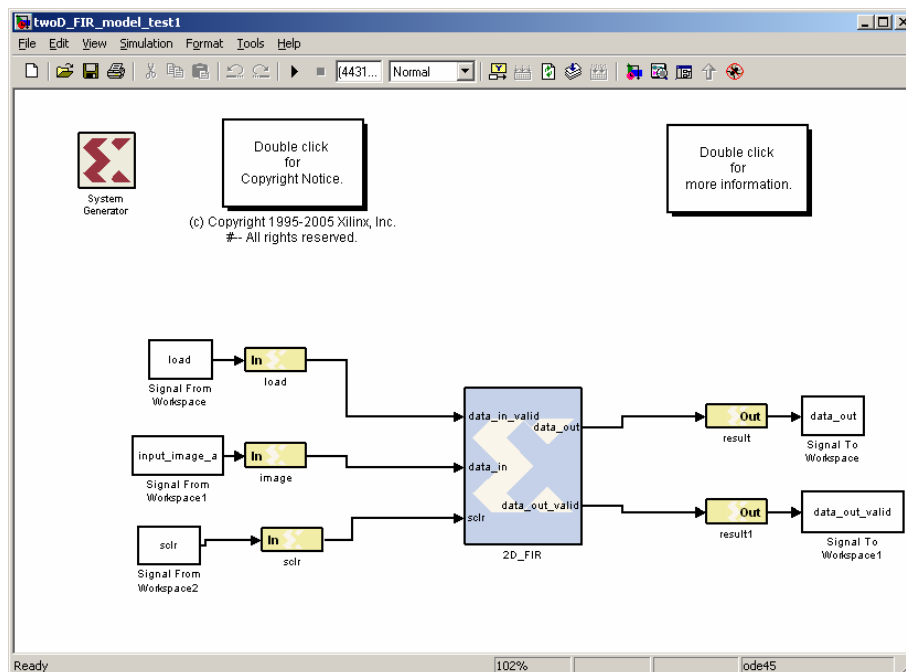 twoD_FIR_model_test1
File Edit View Simulation Format Tools Help
(4431... Normal
Double click
for
Copyright Notice.
Double click
for
more information.
System
Generator
(c) Copyright 1995-2005 Xilinx, Inc.
#-- All rights reserved.
load
In
load
Signal From
Workspace
input_image_a
In
image
Signal From
Workspace1
sclr
In
sclr
Signal From
Workspace2
data_in_valid
data_out
data_in
data_out_valid
sclr
2D_FIR
Out
result
data_out
Signal To
Workspace
Out
result1
data_out_valid
Signal To
Workspace1
Ready 102% ode45